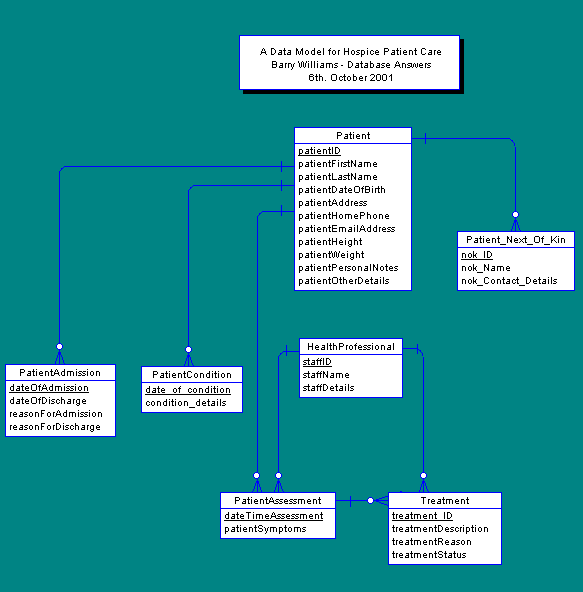 A Data Model for Hospice Patient Care
Barry Williams - Database Answers
6th. October 2001
Patient
patientID
patientFirstName
patientLastName
patientDateOfBirth
patientAddress
patientHomePhone
patientEmailAddress
patientHeight
patientWeight
patientPersonalNotes
patientOtherDetails
Patient_Next_Of_Kin
nok_ID
nok_Name
nok_Contact_Details
HealthProfessional
staffID
staffName
staffDetails
PatientAdmission
dateOfAdmission
dateOfDischarge
reasonForAdmission
reasonForDischarge
PatientCondition
date_of_condition
condition_details
PatientAssessment
dateTimeAssessment
patientSymptoms
Treatment
treatment_ID
treatmentDescription
treatmentReason
treatmentStatus